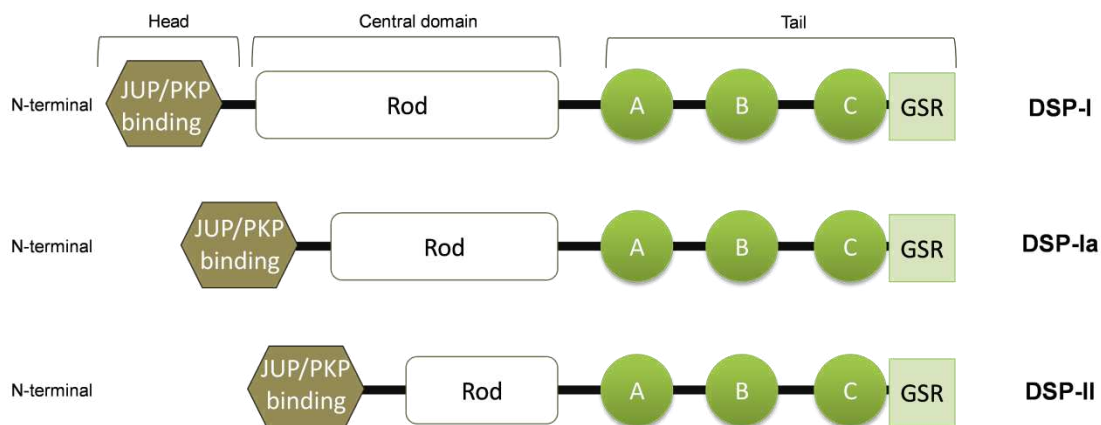 Head Central domain Tail
N-terminal JUP/PKP binding Rod A B C GSR DSP-I
N-terminal JUP/PKP binding Rod A B C GSR DSP-Ia
N-terminal JUP/PKP binding Rod A B C GSR DSP-II